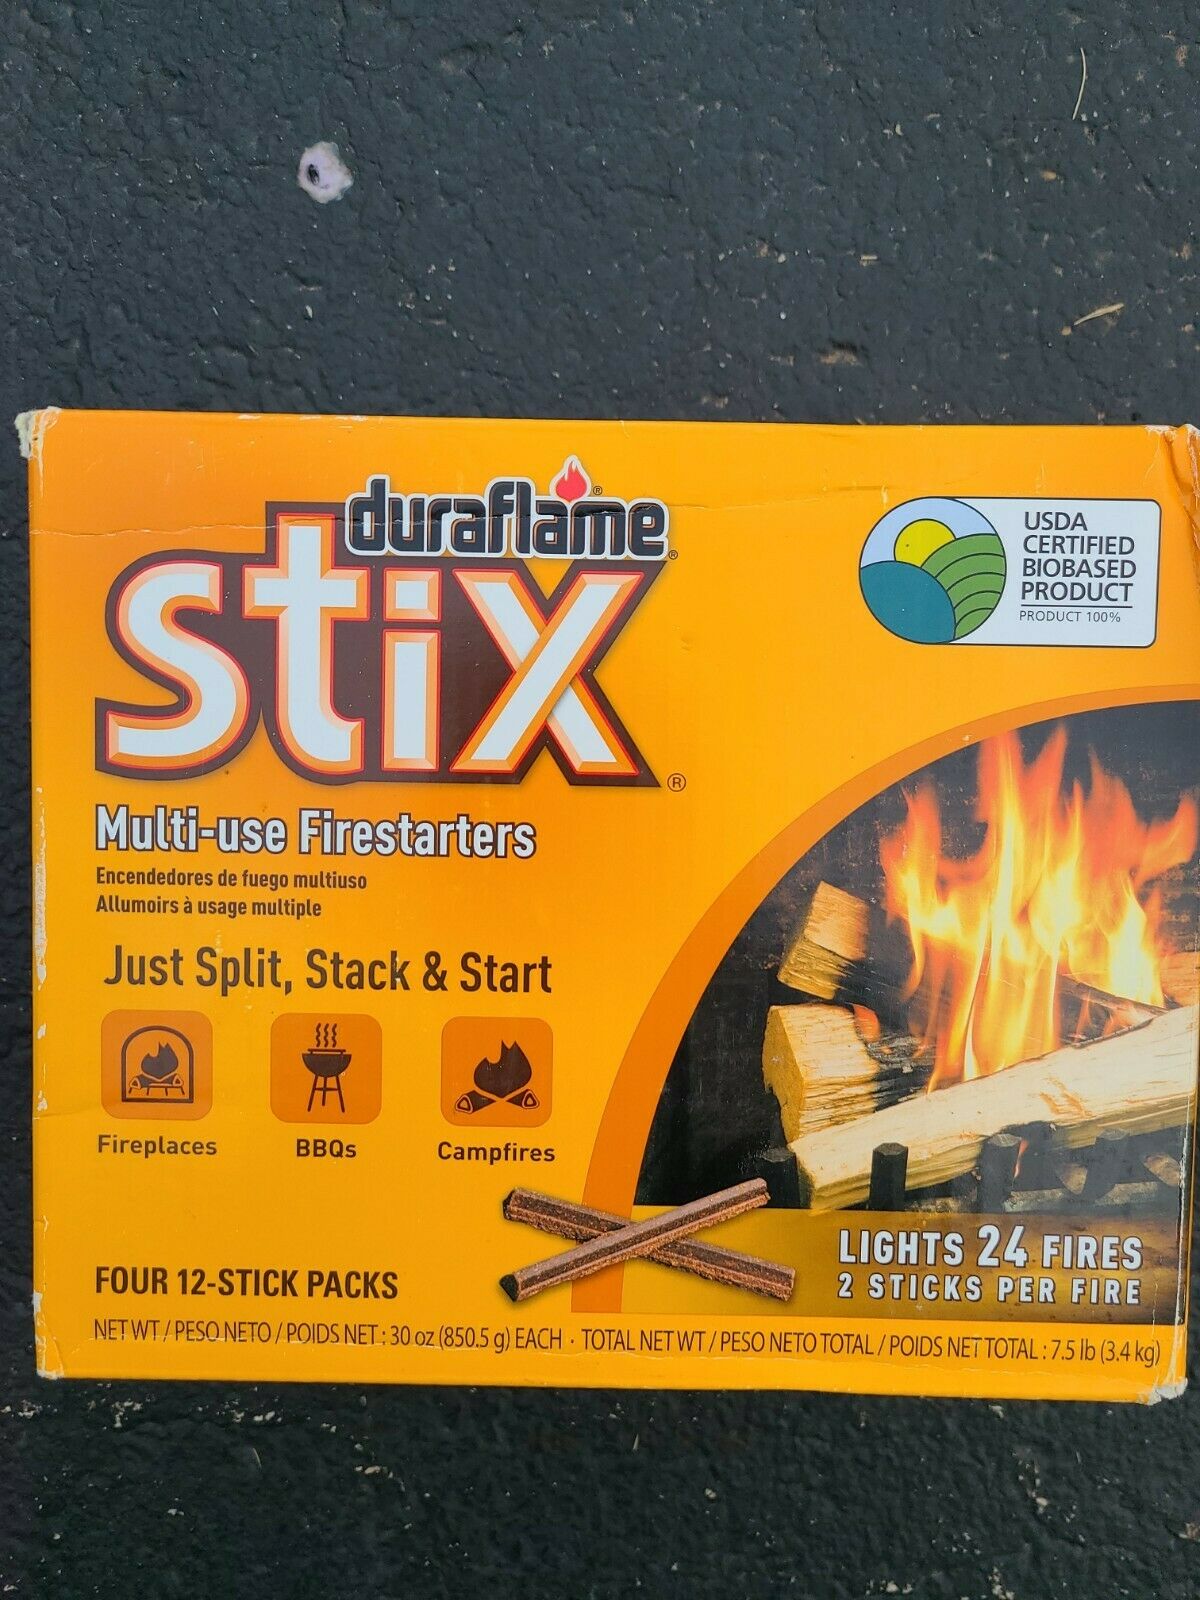 duraflame®
®
stix®
Multi-use Firestarters
Encendedores de fuego multiuso
Allumoirs à usage multiple
Just Split, Stack & Start
Fireplaces
BBQs
Campfires
FOUR 12-STICK PACKS
NET WT / PESO NETO / POIDS NET : 30 oz (850.5 g) EACH · TOTAL NET WT / PESO NETO TOTAL / POIDS NET TOTAL : 7.5 lb (3.4 kg)
USDA
CERTIFIED
BIOBASED
PRODUCT
PRODUCT 100%
LIGHTS 24 FIRES
2 STICKS PER FIRE